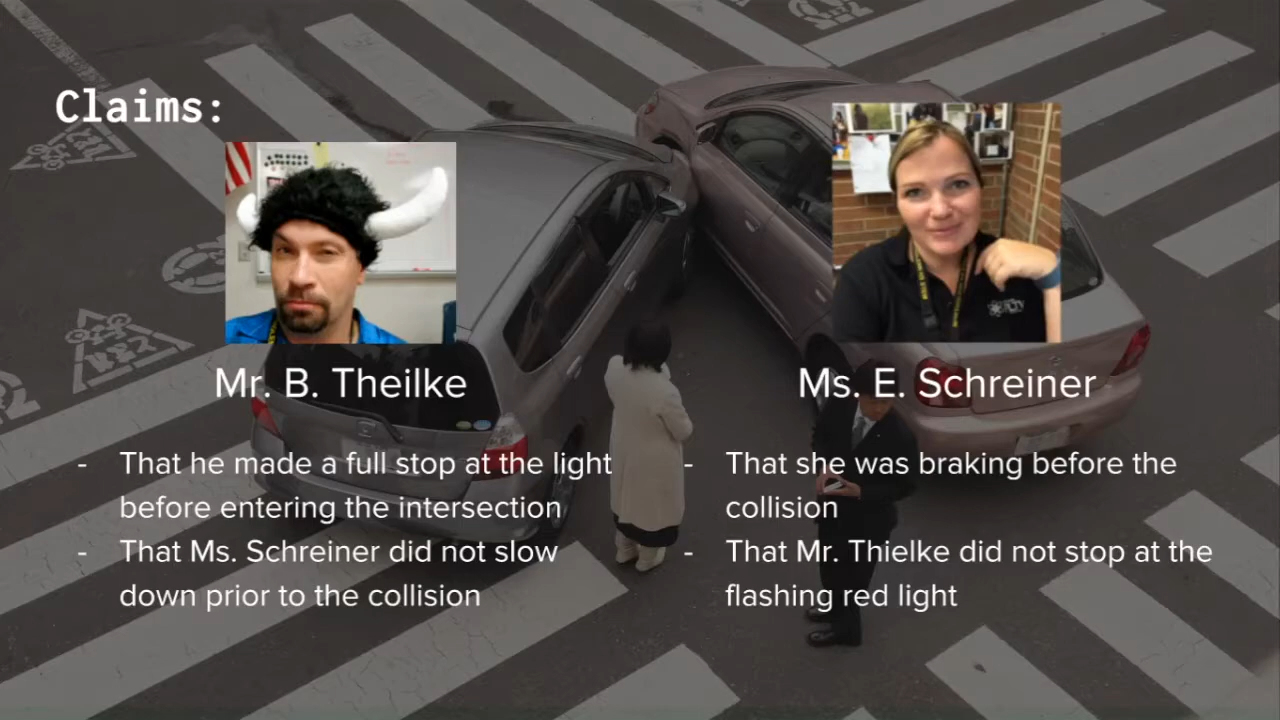 Claims:
Mr. B. Theilke
- That he made a full stop at the light
before entering the intersection
- That Ms. Schreiner did not slow
down prior to the collision
Ms. E. Schreiner
- That she was braking before the
collision
- That Mr. Thielke did not stop at the
flashing red light